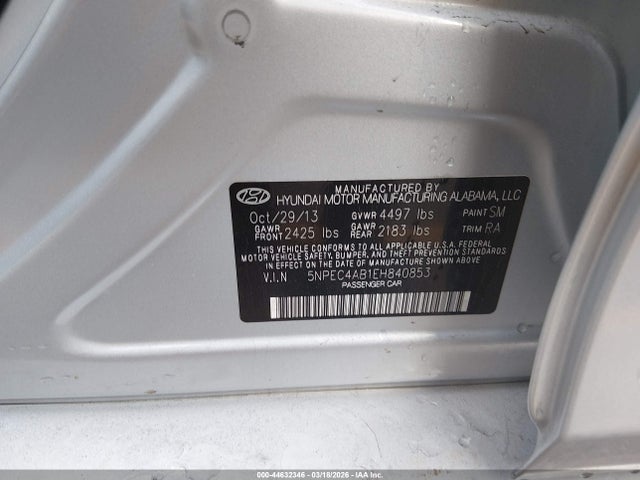 MANUFACTURED BY
HYUNDAI MOTOR MANUFACTURING ALABAMA, LLC
Oct/29/13 GVWR 4497 lbs PAINT SM
GAWR FRONT 2425 lbs GAWR REAR 2183 lbs TRIM RA
THIS VEHICLE CONFORMS TO ALL APPLICABLE U.S.A. FEDERAL
MOTOR VEHICLE SAFETY, BUMPER, AND THEFT PREVENTION STANDARDS
IN EFFECT ON THE DATE OF MANUFACTURE SHOWN ABOVE.
V.I.N 5NPEC4AB1EH840853
PASSENGER CAR
000-44632346 | 03/18/2026 - IAA Inc.